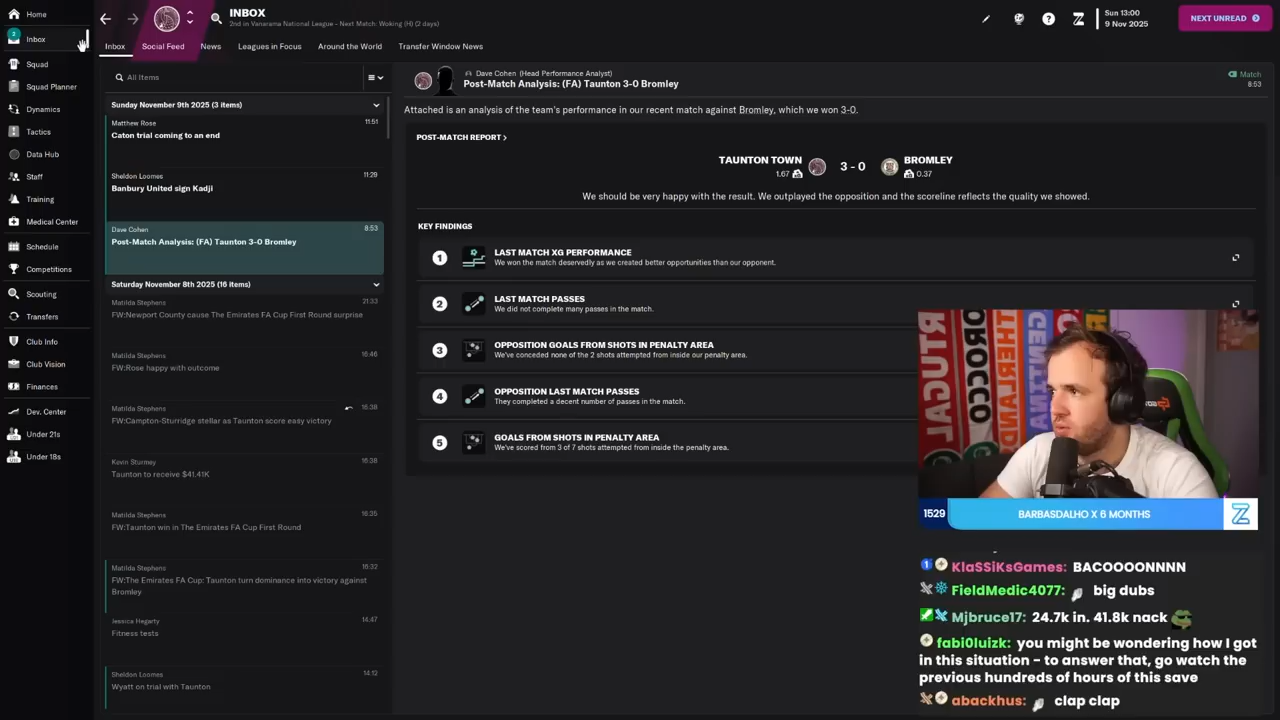 Home
2
Inbox
Squad
Squad Planner
Dynamics
Tactics
Data Hub
Staff
Training
Medical Center
Schedule
Competitions
Scouting
Transfers
Club Info
Club Vision
Finances
Dev. Center
Under 21s
Under 18s
INBOX
2nd in Vanarama National League - Next Match: Woking (H) (2 days)
Sun 13:00
9 Nov 2025
NEXT UNREAD
Inbox
Social Feed
News
Leagues in Focus
Around the World
Transfer Window News
All Items
Sunday November 9th 2025 (3 items)
Matthew Rose 11:51
Caton trial coming to an end
Sheldon Loomes 11:29
Banbury United sign Kadji
Dave Cohen 8:53
Post-Match Analysis: (FA) Taunton 3-0 Bromley
Saturday November 8th 2025 (16 items)
Matilda Stephens 21:33
FW:Newport County cause The Emirates FA Cup First Round surprise
Matilda Stephens 16:46
FW:Rose happy with outcome
Matilda Stephens 16:38
FW:Campton-Sturridge stellar as Taunton score easy victory
Kevin Sturmey 16:38
Taunton to receive $41.41K
Matilda Stephens 16:35
FW:Taunton win in The Emirates FA Cup First Round
Matilda Stephens 16:32
FW:The Emirates FA Cup: Taunton turn dominance into victory against
Bromley
Jessica Hegarty 14:47
Fitness tests
Sheldon Loomes 14:12
Wyatt on trial with Taunton
Dave Cohen (Head Performance Analyst)
Post-Match Analysis: (FA) Taunton 3-0 Bromley
Match
8:53
Attached is an analysis of the team's performance in our recent match against Bromley, which we won 3-0.
POST-MATCH REPORT
TAUNTON TOWN 3 - 0 BROMLEY
1.67 0.37
We should be very happy with the result. We outplayed the opposition and the scoreline reflects the quality we showed.
KEY FINDINGS
1 LAST MATCH XG PERFORMANCE
We won the match deservedly as we created better opportunities than our opponent.
2 LAST MATCH PASSES
We did not complete many passes in the match.
3 OPPOSITION GOALS FROM SHOTS IN PENALTY AREA
We've conceded none of the 2 shots attempted from inside our penalty area.
4 OPPOSITION LAST MATCH PASSES
They completed a decent number of passes in the match.
5 GOALS FROM SHOTS IN PENALTY AREA
We've scored from 3 of 7 shots attempted from inside the penalty area.
1529 BARBASDALHO X 6 MONTHS
KlaSSiKsGames: BACOOOONNNN
FieldMedic4077: big dubs
Mjbruce17: 24.7k in. 41.8k nack
fabi0luizk: you might be wondering how I got
in this situation – to answer that, go watch the
previous hundreds of hours of this save
abackhus: clap clap